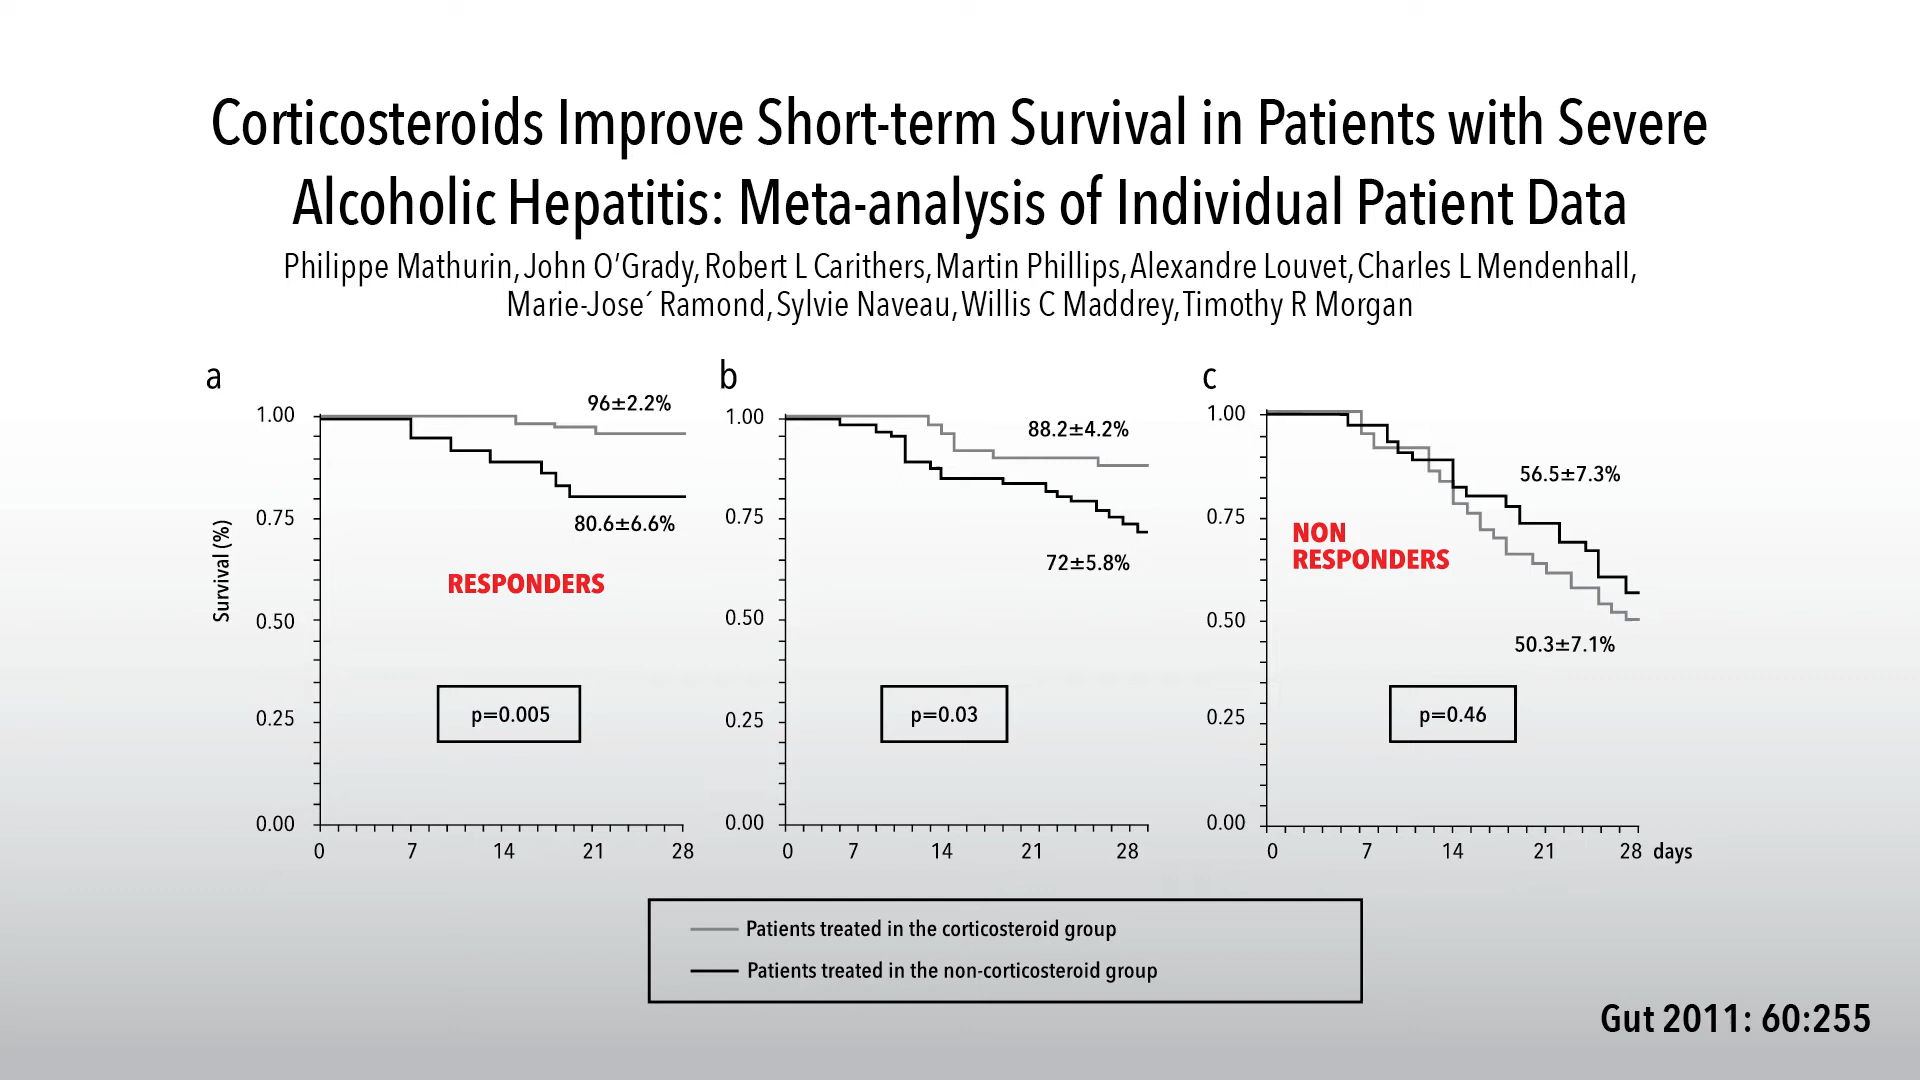 Corticosteroids Improve Short-term Survival in Patients with Severe
Alcoholic Hepatitis: Meta-analysis of Individual Patient Data
Philippe Mathurin, John O'Grady, Robert L Carithers, Martin Phillips, Alexandre Louvet, Charles L Mendenhall,
Marie-Jose´ Ramond, Sylvie Naveau, Willis C Maddrey, Timothy R Morgan
a
Survival (%)
1.00
0.75
0.50
0.25
0.00
96±2.2%
80.6±6.6%
RESPONDERS
p=0.005
0 7 14 21 28
b
1.00
0.75
0.50
0.25
0.00
88.2±4.2%
72±5.8%
p=0.03
0 7 14 21 28
c
1.00
0.75
0.50
0.25
0.00
56.5±7.3%
NON
RESPONDERS
50.3±7.1%
p=0.46
0 7 14 21 28 days
Patients treated in the corticosteroid group
Patients treated in the non-corticosteroid group
Gut 2011: 60:255